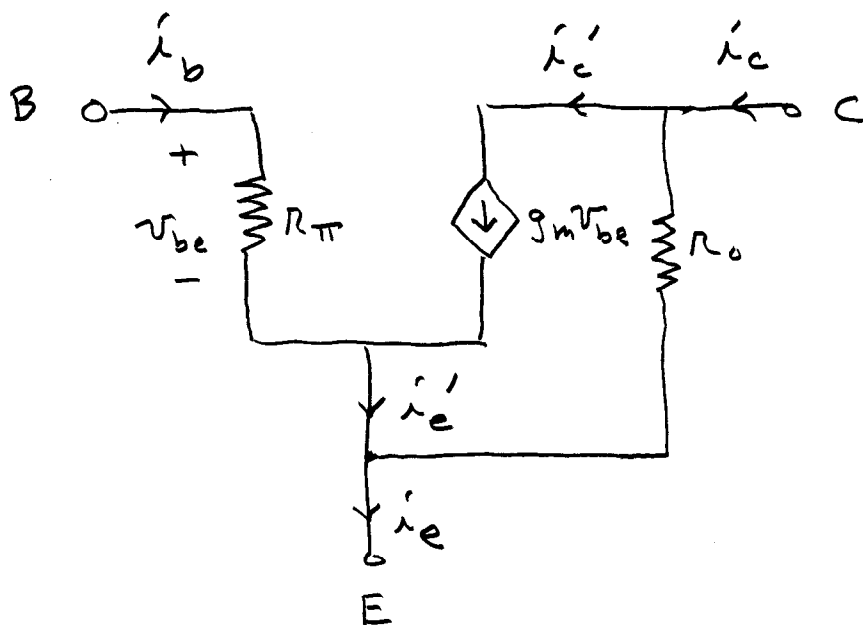 i_b i_c' i_c
B C
+
v_be r_π g_m v_be r_o
−
i_e'
i_e
E